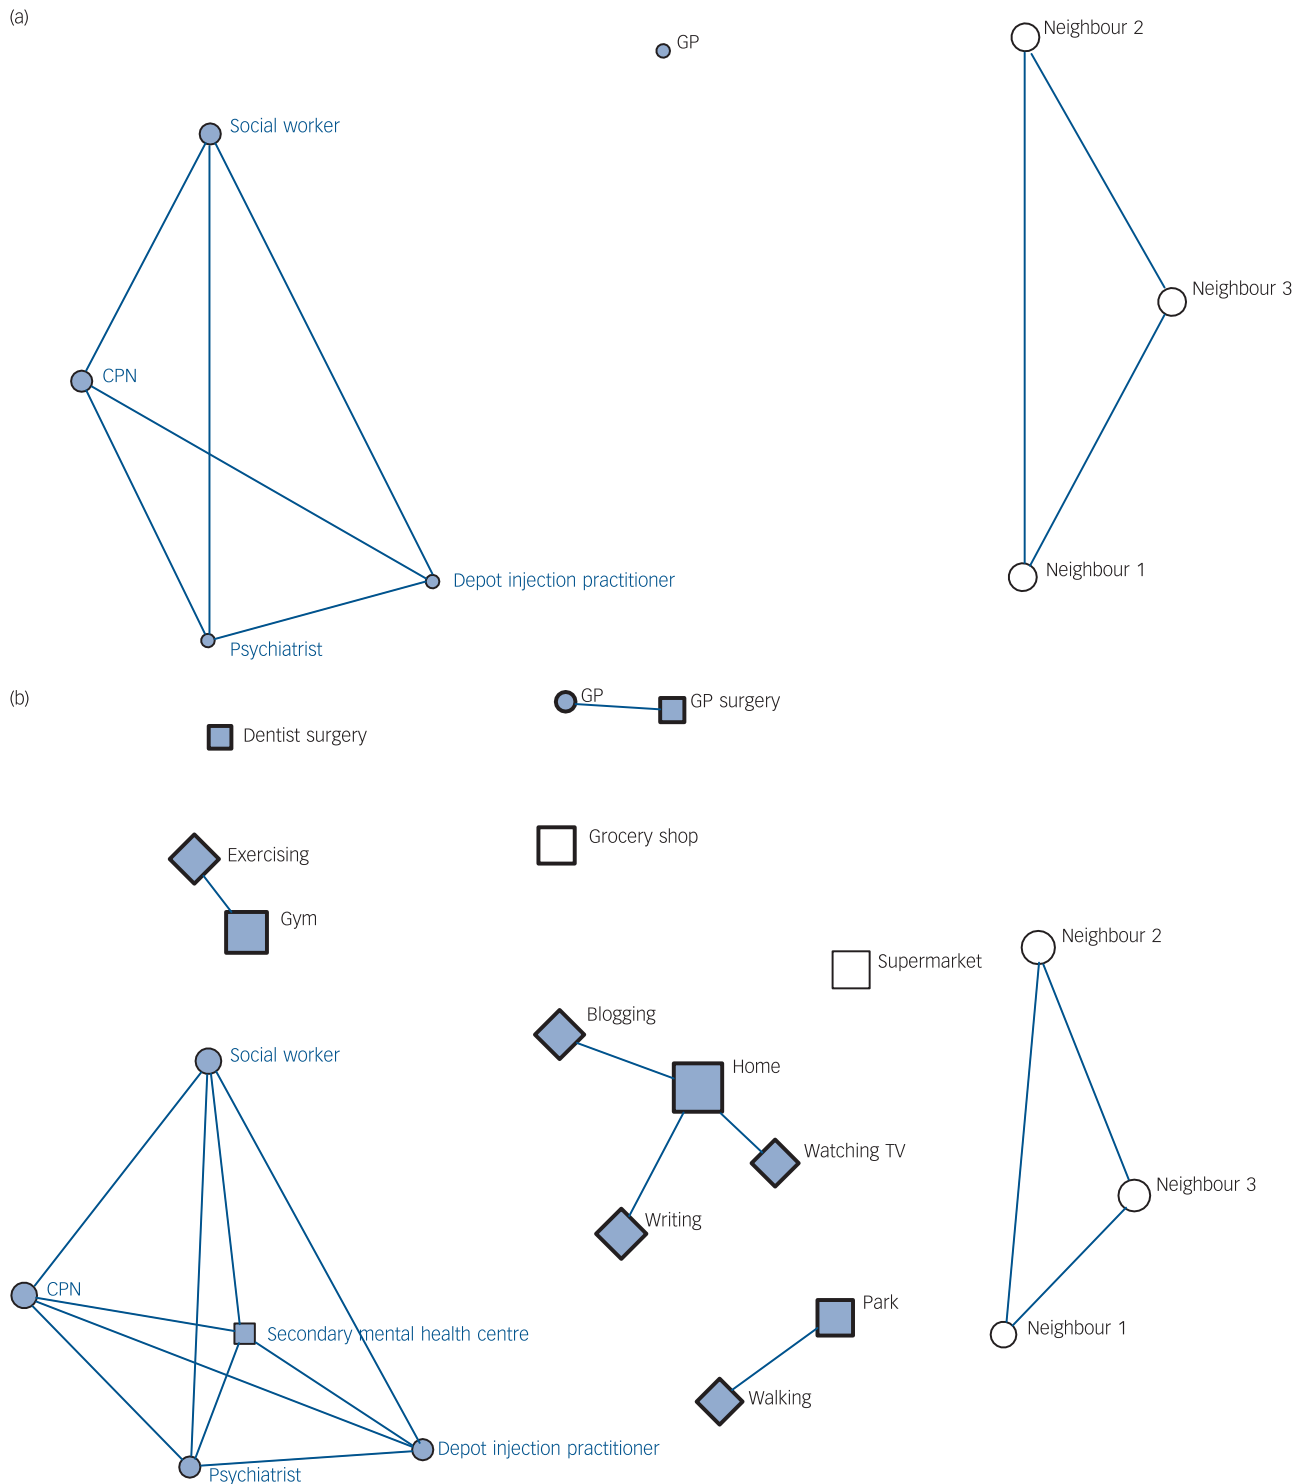 (a)
GP
Neighbour 2
Social worker
Neighbour 3
CPN
Neighbour 1
Depot injection practitioner
Psychiatrist
(b)
GP
GP surgery
Dentist surgery
Grocery shop
Exercising
Gym
Neighbour 2
Supermarket
Blogging
Social worker
Home
Watching TV
Neighbour 3
Writing
CPN
Park
Secondary mental health centre
Neighbour 1
Walking
Depot injection practitioner
Psychiatrist